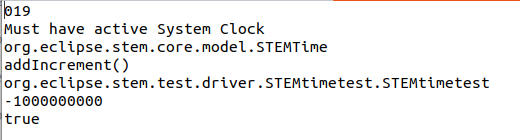 019
Must have active System Clock
org.eclipse.stem.core.model.STEMTime
addIncrement()
org.eclipse.stem.test.driver.STEMtimetest.STEMtimetest
-1000000000
true